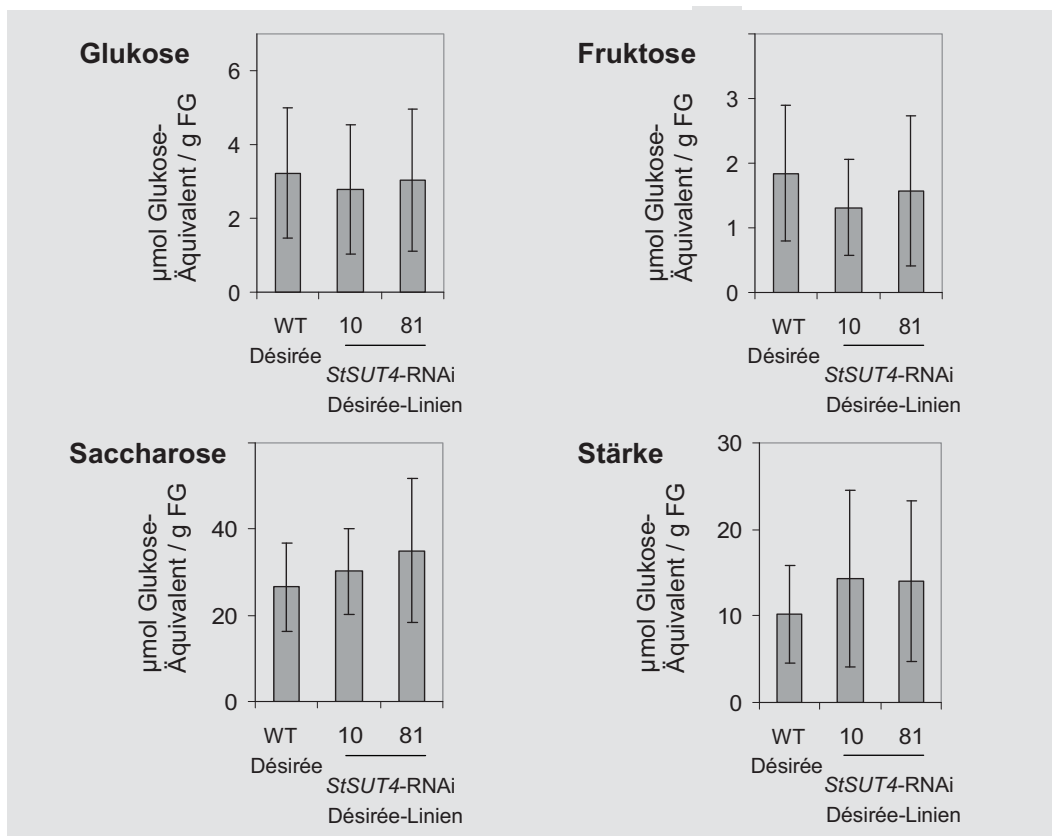 Glukose
µmol Glukose-
Äquivalent / g FG
6
4
2
0
WT
10
81
Désirée
StSUT4-RNAi
Désirée-Linien
Fruktose
µmol Glukose-
Äquivalent / g FG
3
2
1
0
WT
10
81
Désirée
StSUT4-RNAi
Désirée-Linien
Saccharose
µmol Glukose-
Äquivalent / g FG
40
20
0
WT
10
81
Désirée
StSUT4-RNAi
Désirée-Linien
Stärke
µmol Glukose-
Äquivalent / g FG
30
20
10
0
WT
10
81
Désirée
StSUT4-RNAi
Désirée-Linien